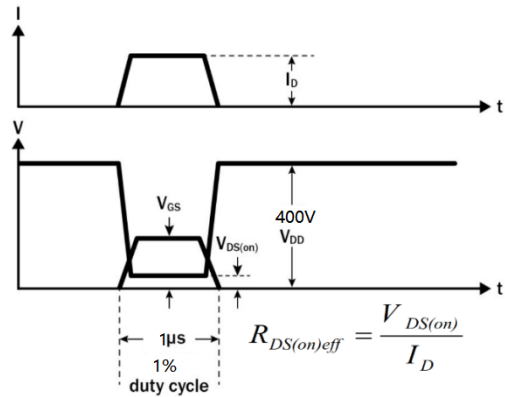 I
I_D
t
V
V_GS
V_DS(on)
400V
V_DD
t
1μs
1%
duty cycle
R_DS(on)eff = V_DS(on) / I_D